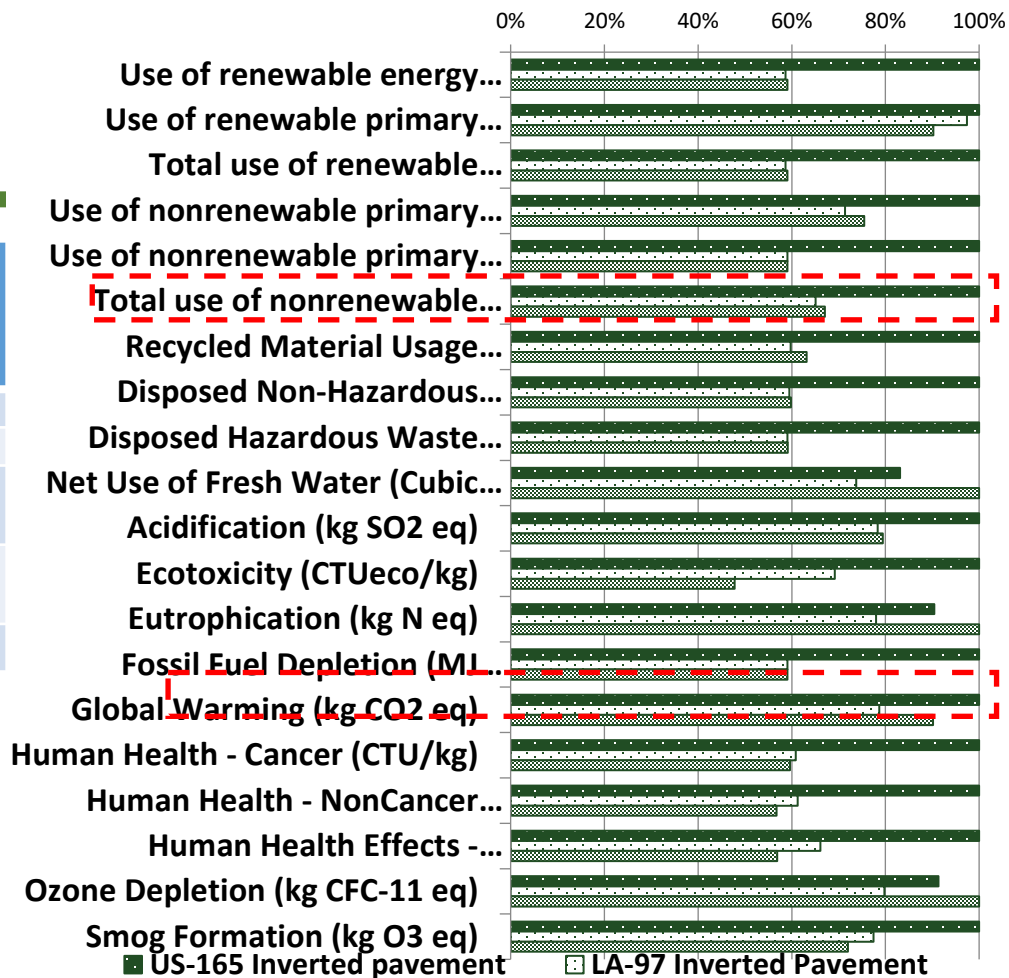 0% 20% 40% 60% 80% 100%
Use of renewable energy...
Use of renewable primary...
Total use of renewable...
Use of nonrenewable primary...
Use of nonrenewable primary...
Total use of nonrenewable...
Recycled Material Usage...
Disposed Non-Hazardous...
Disposed Hazardous Waste...
Net Use of Fresh Water (Cubic...
Acidification (kg SO2 eq)
Ecotoxicity (CTUeco/kg)
Eutrophication (kg N eq)
Fossil Fuel Depletion (MJ...
Global Warming (kg CO2 eq)
Human Health - Cancer (CTU/kg)
Human Health - NonCancer...
Human Health Effects -...
Ozone Depletion (kg CFC-11 eq)
Smog Formation (kg O3 eq)
US-165 Inverted pavement LA-97 Inverted Pavement